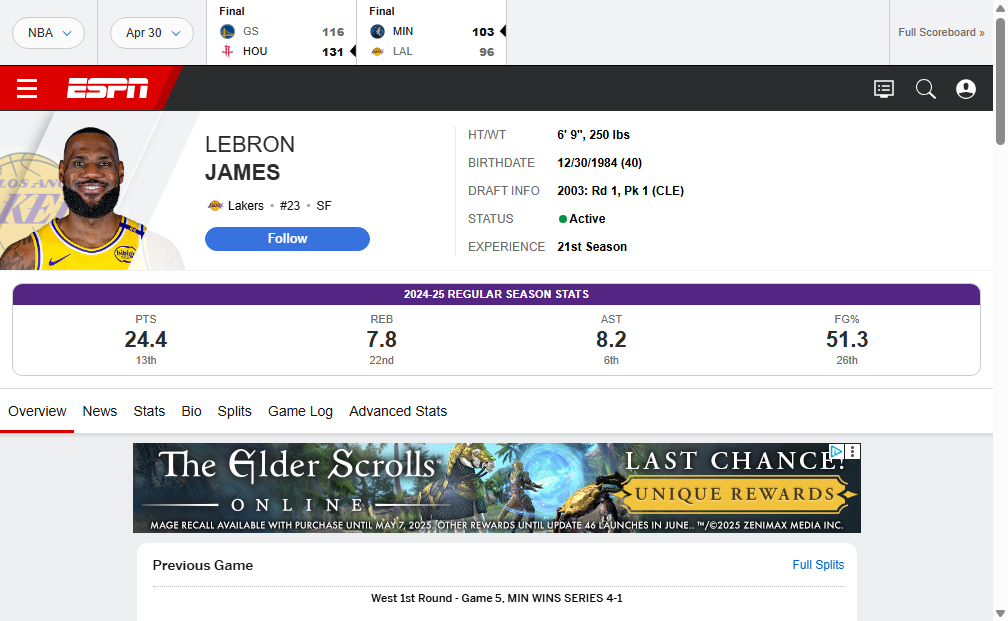 NBA
Apr 30
Final
GS 116
HOU 131
Final
MIN 103
LAL 96
Full Scoreboard »
ESPN
LOS AN
KE
LEBRON
JAMES
Lakers • #23 • SF
Follow
HT/WT 6' 9", 250 lbs
BIRTHDATE 12/30/1984 (40)
DRAFT INFO 2003: Rd 1, Pk 1 (CLE)
STATUS Active
EXPERIENCE 21st Season
bibigo
2024-25 REGULAR SEASON STATS
PTS
24.4
13th
REB
7.8
22nd
AST
8.2
6th
FG%
51.3
26th
Overview News Stats Bio Splits Game Log Advanced Stats
The Elder Scrolls
ONLINE
LAST CHANCE!
UNIQUE REWARDS
MAGE RECALL AVAILABLE WITH PURCHASE UNTIL MAY 7, 2025. OTHER REWARDS UNTIL UPDATE 46 LAUNCHES IN JUNE.. ™/©2025 ZENIMAX MEDIA INC.
Previous Game
Full Splits
West 1st Round - Game 5, MIN WINS SERIES 4-1